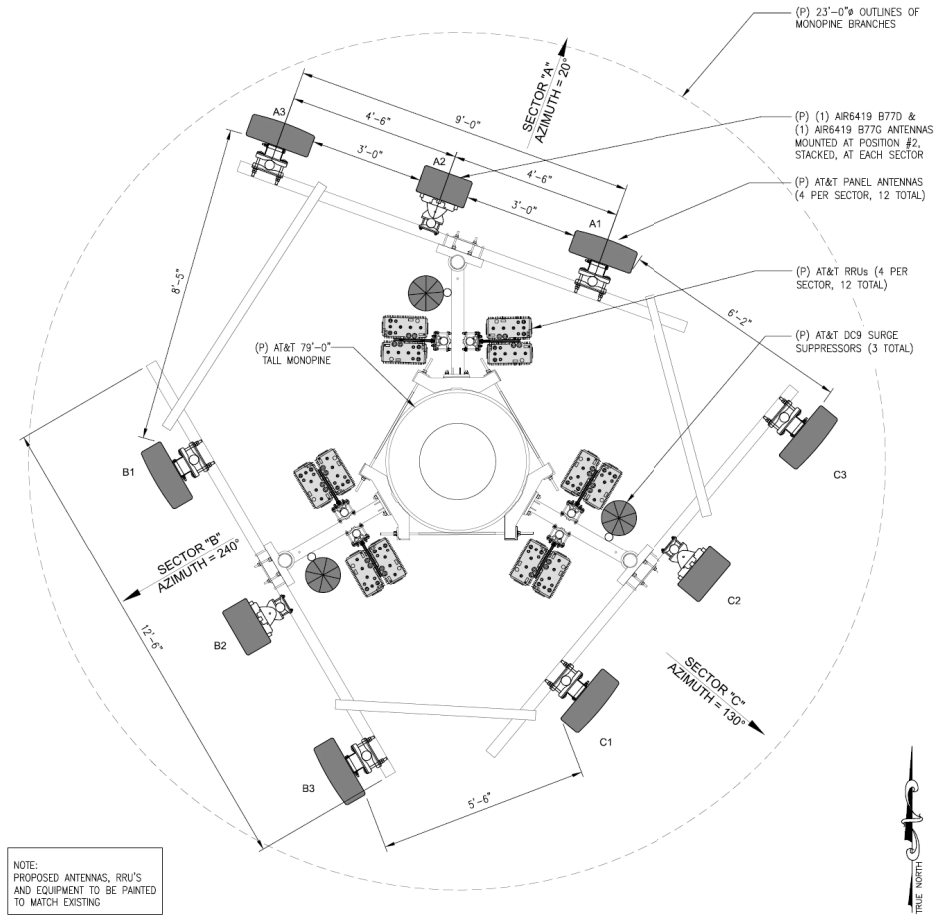 (P) 23'-0"ø OUTLINES OF
MONOPINE BRANCHES
SECTOR "A"
AZIMUTH = 20°
A3
9'-0"
4'-6"
3'-0"
A2
4'-6"
3'-0"
A1
(P) (1) AIR6419 B77D &
(1) AIR6419 B77G ANTENNAS
MOUNTED AT POSITION #2,
STACKED, AT EACH SECTOR
(P) AT&T PANEL ANTENNAS
(4 PER SECTOR, 12 TOTAL)
(P) AT&T RRUs (4 PER
SECTOR, 12 TOTAL)
8'-5"
6'-2"
(P) AT&T DC9 SURGE
SUPPRESSORS (3 TOTAL)
(P) AT&T 79'-0"
TALL MONOPINE
B1
C3
SECTOR "B"
AZIMUTH = 240°
B2
C2
12'-6"
SECTOR "C"
AZIMUTH = 130°
C1
B3
5'-6"
NOTE:
PROPOSED ANTENNAS, RRU'S
AND EQUIPMENT TO BE PAINTED
TO MATCH EXISTING
TRUE NORTH